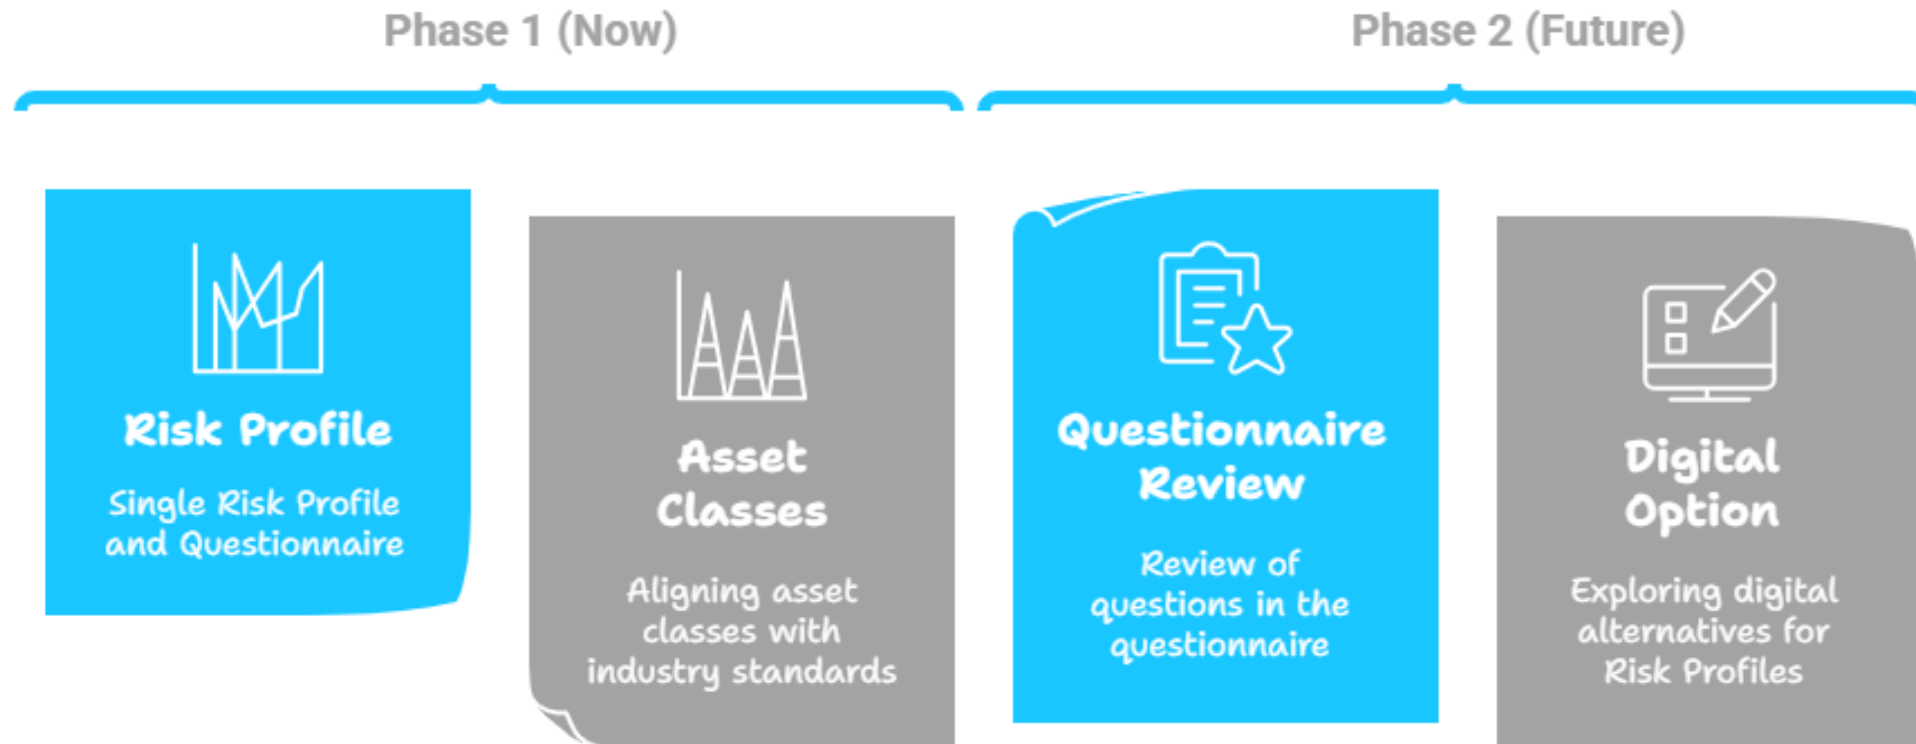 Phase 1 (Now)
Phase 2 (Future)
Risk Profile
Single Risk Profile
and Questionnaire
Asset
Classes
Aligning asset
classes with
industry standards
Questionnaire
Review
Review of
questions in the
questionnaire
Digital
Option
Exploring digital
alternatives for
Risk Profiles